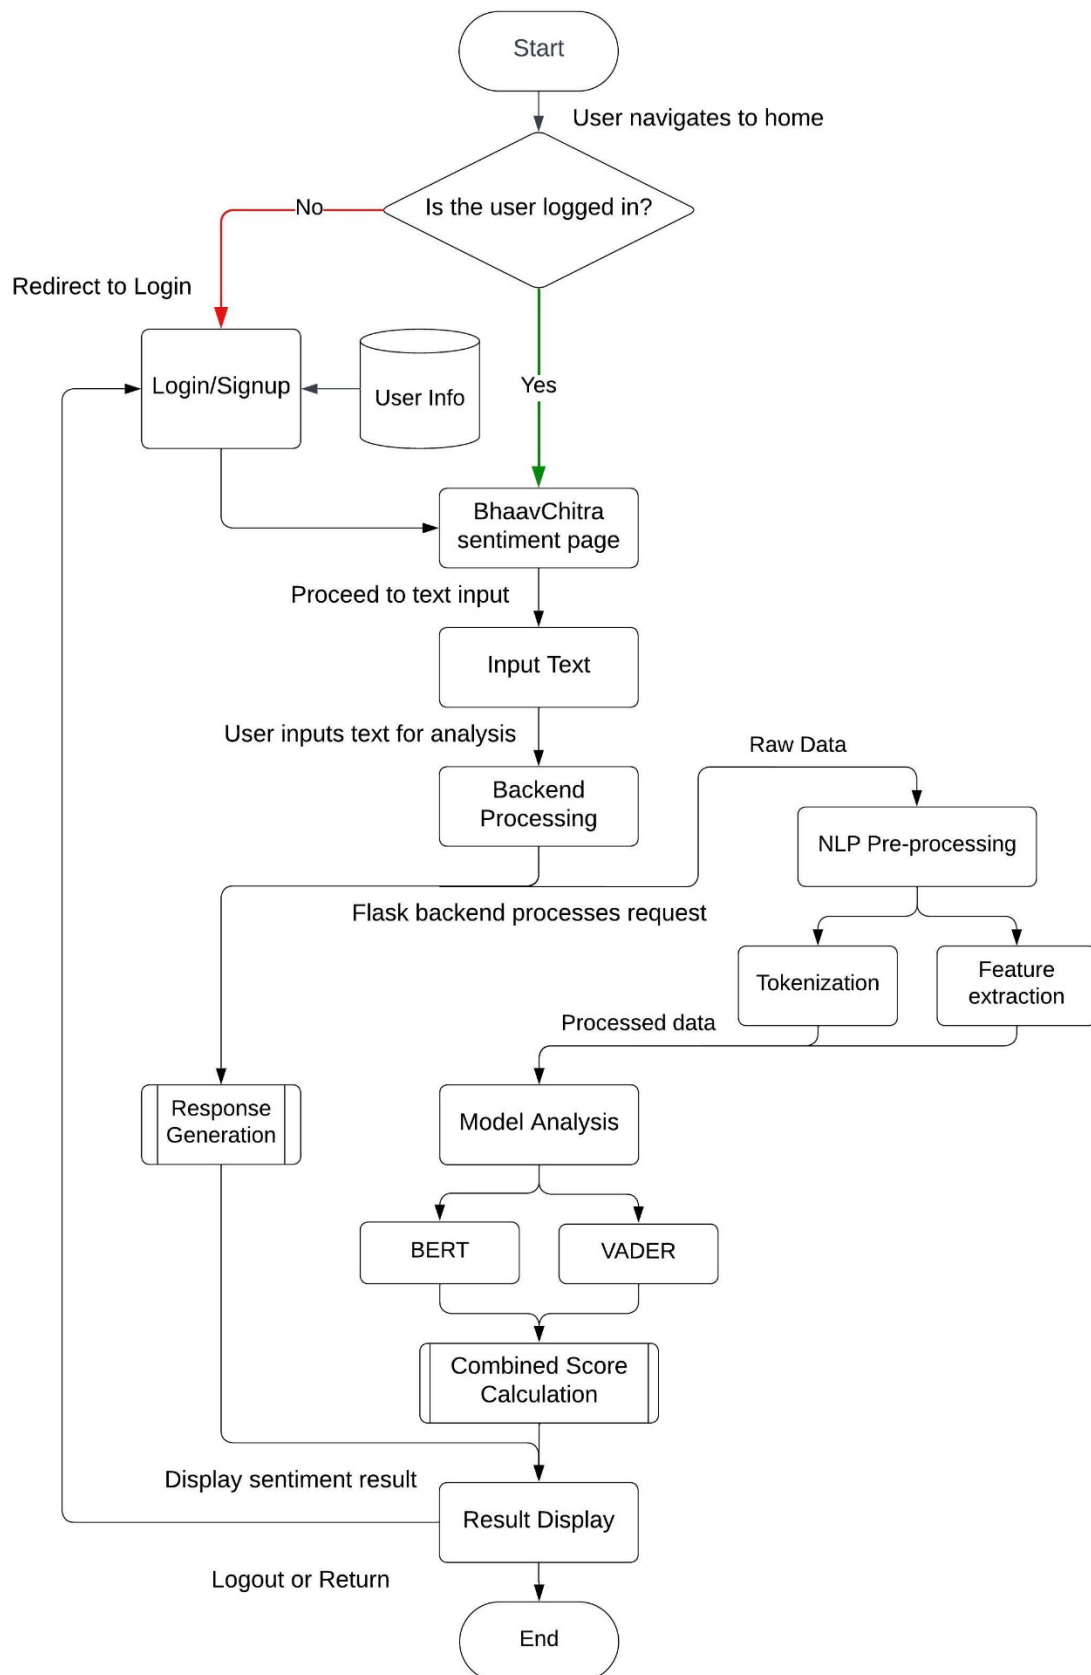 Start
User navigates to home
Is the user logged in?
No
Redirect to Login
Login/Signup
User Info
Yes
BhaavChitra
sentiment page
Proceed to text input
Input Text
User inputs text for analysis
Raw Data
Backend
Processing
NLP Pre-processing
Flask backend processes request
Tokenization
Feature
extraction
Processed data
Response
Generation
Model Analysis
BERT
VADER
Combined Score
Calculation
Display sentiment result
Result Display
Logout or Return
End